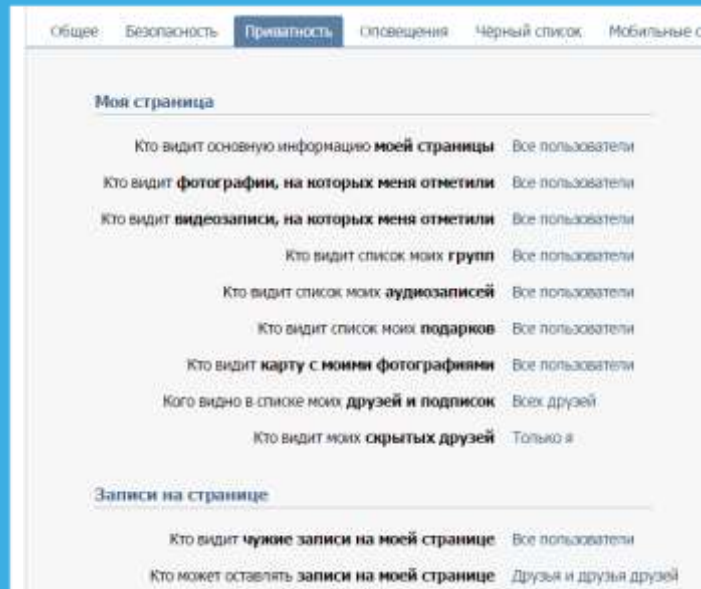 Общее Безопасность Приватность Оповещения Чёрный список Мобильные
Моя страница
Кто видит основную информацию моей страницы Все пользователи
Кто видит фотографии, на которых меня отметили Все пользователи
Кто видит видеозаписи, на которых меня отметили Все пользователи
Кто видит список моих групп Все пользователи
Кто видит список моих аудиозаписей Все пользователи
Кто видит список моих подарков Все пользователи
Кто видит карту с моими фотографиями Все пользователи
Кого видно в списке моих друзей и подписок Всех друзей
Кто видит моих скрытых друзей Только я
Записи на странице
Кто видит чужие записи на моей странице Все пользователи
Кто может оставлять записи на моей странице Друзья и друзья друзей